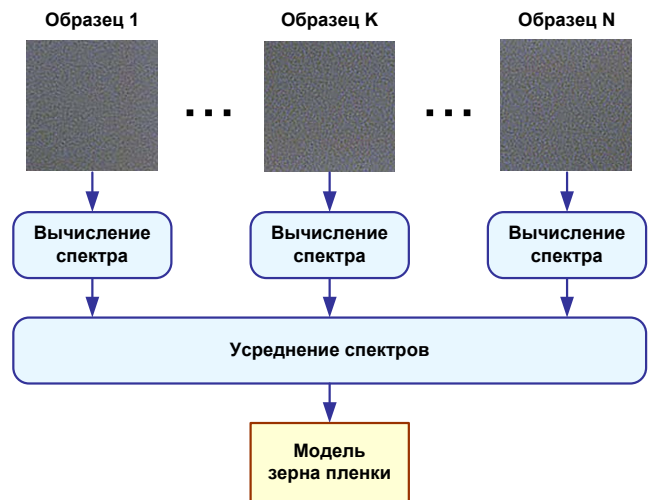 Образец 1
Образец K
Образец N
... ...
Вычисление
спектра
Вычисление
спектра
Вычисление
спектра
Усреднение спектров
Модель
зерна пленки